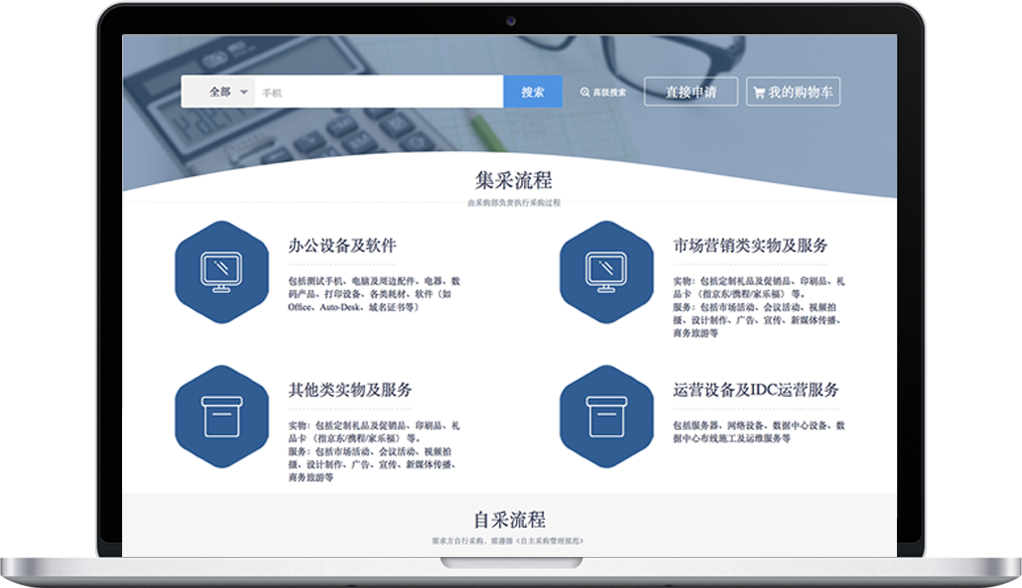 全部
手机
搜索
高级搜索
直接申请
我的购物车
集采流程
由采购部负责执行采购过程
办公设备及软件
包括测试手机、电脑及周边配件、电器、数
码产品、打印设备、各类耗材、软件（如
Office、Auto-Desk、域名证书等）
市场营销类实物及服务
实物：包括定制礼品及促销品、印刷品、礼
品卡 （指京东/携程/家乐福） 等。
服务：包括市场活动、会议活动、视频拍
摄、设计制作、广告、宣传、新媒体传播、
商务旅游等
其他类实物及服务
实物：包括定制礼品及促销品、印刷品、礼
品卡 （指京东/携程/家乐福） 等。
服务：包括市场活动、会议活动、视频拍
摄、设计制作、广告、宣传、新媒体传播、
商务旅游等
运营设备及IDC运营服务
包括服务器、网络设备、数据中心设备、数
据中心布线施工及运维服务等
自采流程
需求方自行采购，需遵循《自主采购管理规范》